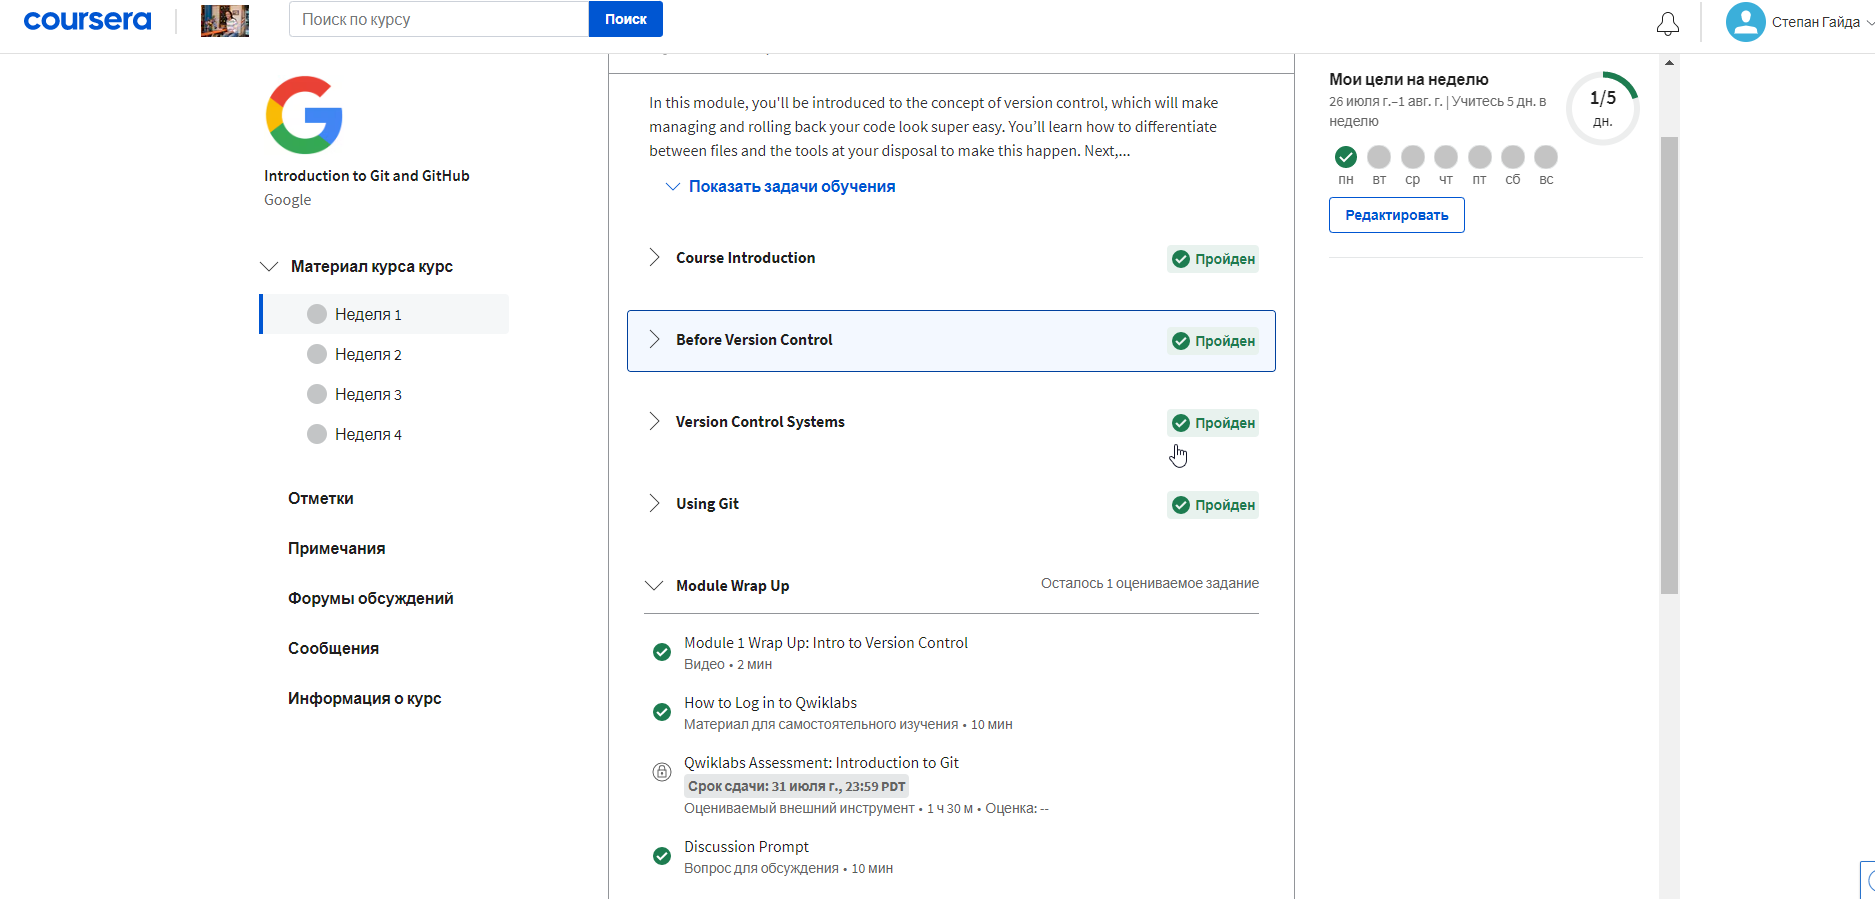 coursera
Поиск по курсу
Поиск
Степан Гайда
Introduction to Git and GitHub
Google
Материал курса курс
Неделя 1
Неделя 2
Неделя 3
Неделя 4
Отметки
Примечания
Форумы обсуждений
Сообщения
Информация о курс
In this module, you'll be introduced to the concept of version control, which will make
managing and rolling back your code look super easy. You’ll learn how to differentiate
between files and the tools at your disposal to make this happen. Next,...
Показать задачи обучения
Course Introduction
Пройден
Before Version Control
Пройден
Version Control Systems
Пройден
Using Git
Пройден
Module Wrap Up
Осталось 1 оцениваемое задание
Module 1 Wrap Up: Intro to Version Control
Видео • 2 мин
How to Log in to Qwiklabs
Материал для самостоятельного изучения • 10 мин
Qwiklabs Assessment: Introduction to Git
Срок сдачи: 31 июля г., 23:59 PDT
Оцениваемый внешний инструмент • 1 ч 30 м • Оценка: --
Discussion Prompt
Вопрос для обсуждения • 10 мин
Мои цели на неделю
26 июля г.–1 авг. г. | Учитесь 5 дн. в
неделю
1/5
дн.
пн вт ср чт пт сб вс
Редактировать